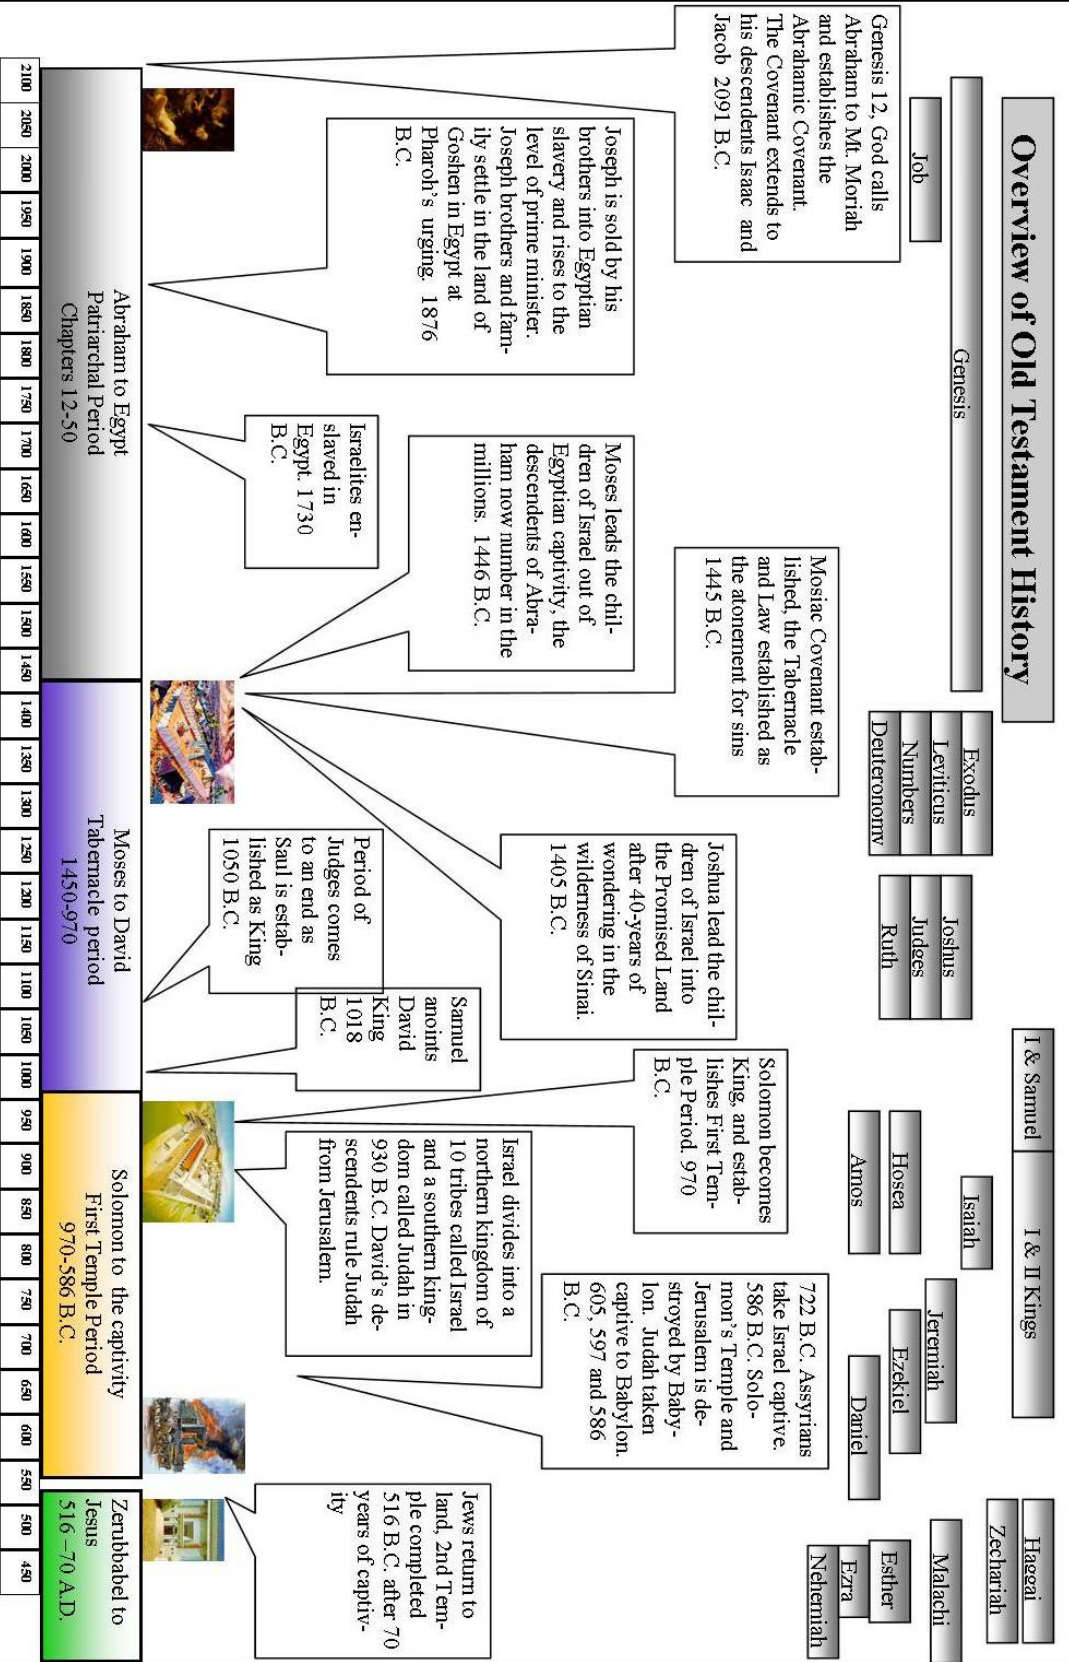 Overview of Old Testament History
Genesis
Job
Exodus
Leviticus
Numbers
Deuteronomy
Joshus
Judges
Ruth
I & Samuel
I & II Kings
Isaiah
Hosea
Amos
Jeremiah
Ezekiel
Daniel
Haggai
Zechariah
Malachi
Esther
Ezra
Nehemiah
Genesis 12, God calls
Abraham to Mt. Moriah
and establishes the
Abrahamic Covenant.
The Covenant extends to
his descendents Isaac and
Jacob 2091 B.C.
Joseph is sold by his
brothers into Egyptian
slavery and rises to the
level of prime minister.
Joseph brothers and fam-
ily settle in the land of
Goshen in Egypt at
Pharoh's urging. 1876
B.C.
Israelites en-
slaved in
Egypt. 1730
B.C.
Moses leads the chil-
dren of Israel out of
Egyptian captivity, the
descendents of Abra-
ham now number in the
millions. 1446 B.C.
Mosiac Covenant estab-
lished, the Tabernacle
and Law established as
the atonement for sins
1445 B.C.
Joshua lead the chil-
dren of Israel into
the Promised Land
after 40-years of
wondering in the
wilderness of Sinai.
1405 B.C.
Period of
Judges comes
to an end as
Saul is estab-
lished as King
1050 B.C.
Samuel
anoints
David
King
1018
B.C.
Solomon becomes
King, and estab-
lishes First Tem-
ple Period. 970
B.C.
Israel divides into a
northern kingdom of
10 tribes called Israel
and a southern king-
dom called Judah in
930 B.C. David's de-
scendents rule Judah
from Jerusalem.
722 B.C. Assyrians
take Israel captive.
586 B.C. Solo-
mon's Temple and
Jerusalem is de-
stroyed by Baby-
lon. Judah taken
captive to Babylon.
605, 597 and 586
B.C.
Jews return to
land, 2nd Tem-
ple completed
516 B.C. after 70
years of captiv-
ity
Abraham to Egypt
Patriarchal Period
Chapters 12-50
Moses to David
Tabernacle period
1450-970
Solomon to the captivity
First Temple Period
970-586 B.C.
Zerubbabel to
Jesus
516 –70 A.D.
2100 2050 2000 1950 1900 1850 1800 1750 1700 1650 1600 1550 1500 1450 1400 1350 1300 1250 1200 1150 1100 1050 1000 950 900 850 800 750 700 650 600 550 500 450